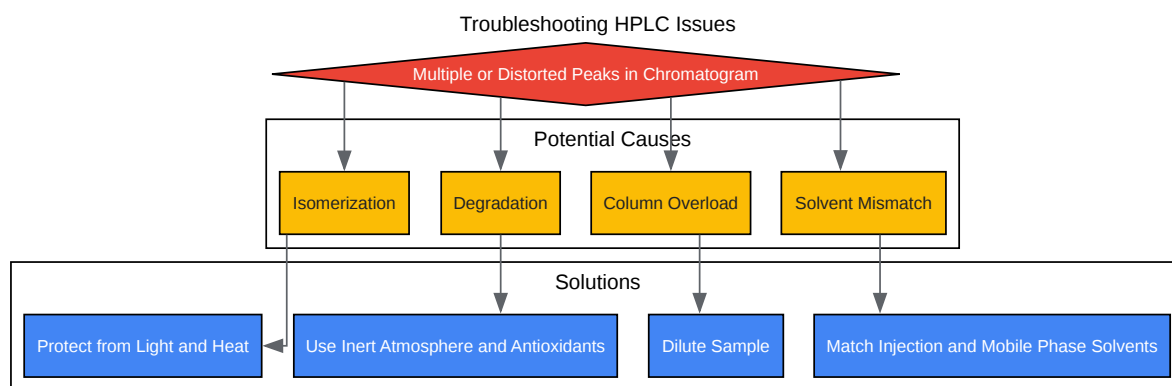 Troubleshooting HPLC Issues
Multiple or Distorted Peaks in Chromatogram
Potential Causes
Isomerization
Degradation
Column Overload
Solvent Mismatch
Solutions
Protect from Light and Heat
Use Inert Atmosphere and Antioxidants
Dilute Sample
Match Injection and Mobile Phase Solvents